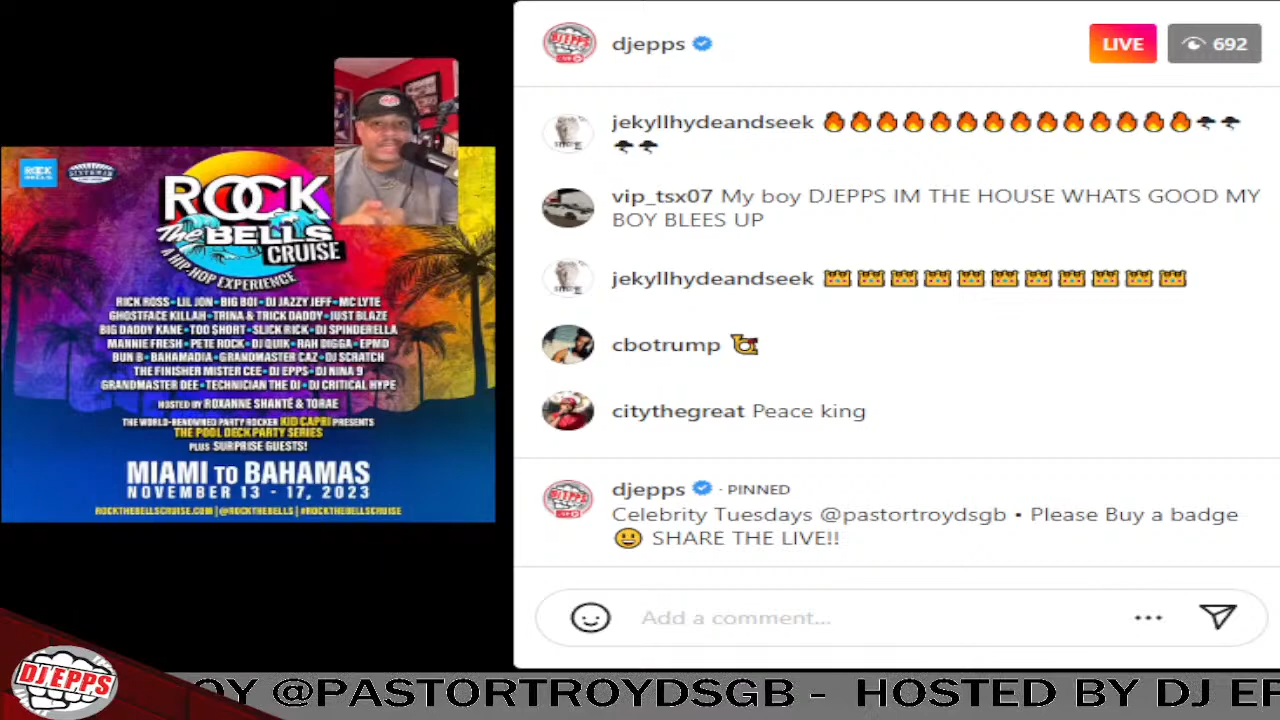 ROCK
The BELLS
CRUISE
A HIP-HOP EXPERIENCE
RICK ROSS • LIL JON • BIG BOI • DJ JAZZY JEFF • MC LYTE
GHOSTFACE KILLAH • TRINA & TRICK DADDY • JUST BLAZE
BIG DADDY KANE • TOO $HORT • SLICK RICK • DJ SPINDERELLA
MANNIE FRESH • PETE ROCK • DJ QUIK • RAH DIGGA • EPMD
BUN B • BAHAMADIA • GRANDMASTER CAZ • DJ SCRATCH
THE FINISHER MISTER CEE • DJ EPPS • DJ NINA 9
GRANDMASTER DEE • TECHNICIAN THE DJ • DJ CRITICAL HYPE
HOSTED BY ROXANNE SHANTÉ & TORAE
THE WORLD-RENOWNED PARTY ROCKER KID CAPRI PRESENTS
THE POOL DECK PARTY SERIES
PLUS SURPRISE GUESTS!
MIAMI TO BAHAMAS
NOVEMBER 13 - 17, 2023
ROCKTHEBELLSCRUISE.COM | @ROCKTHEBELLS | #ROCKTHEBELLSCRUISE
djepps
LIVE
692
jekyllhydeandseek 🔥🔥🔥🔥🔥🔥🔥🔥🔥🔥🔥🔥🔥🔥🌪🌪
🌪🌪
vip_tsx07 My boy DJEPPS IM THE HOUSE WHATS GOOD MY
BOY BLEES UP
jekyllhydeandseek 👑👑👑👑👑👑👑👑👑👑👑
cbotrump
citythegreat Peace king
djepps · PINNED
Celebrity Tuesdays @pastortroydsgb • Please Buy a badge
😀 SHARE THE LIVE!!
Add a comment...
DJ EPPS
OY @PASTORTROYDSGB - HOSTED BY DJ EP